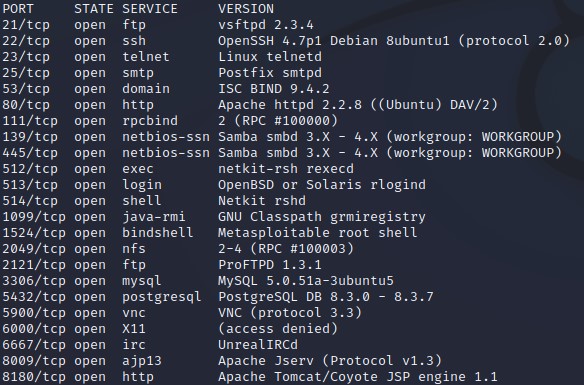 PORT STATE SERVICE VERSION
21/tcp open ftp vsftpd 2.3.4
22/tcp open ssh OpenSSH 4.7p1 Debian 8ubuntu1 (protocol 2.0)
23/tcp open telnet Linux telnetd
25/tcp open smtp Postfix smtpd
53/tcp open domain ISC BIND 9.4.2
80/tcp open http Apache httpd 2.2.8 ((Ubuntu) DAV/2)
111/tcp open rpcbind 2 (RPC #100000)
139/tcp open netbios-ssn Samba smbd 3.X - 4.X (workgroup: WORKGROUP)
445/tcp open netbios-ssn Samba smbd 3.X - 4.X (workgroup: WORKGROUP)
512/tcp open exec netkit-rsh rexecd
513/tcp open login OpenBSD or Solaris rlogind
514/tcp open shell Netkit rshd
1099/tcp open java-rmi GNU Classpath grmiregistry
1524/tcp open bindshell Metasploitable root shell
2049/tcp open nfs 2-4 (RPC #100003)
2121/tcp open ftp ProFTPD 1.3.1
3306/tcp open mysql MySQL 5.0.51a-3ubuntu5
5432/tcp open postgresql PostgreSQL DB 8.3.0 - 8.3.7
5900/tcp open vnc VNC (protocol 3.3)
6000/tcp open X11 (access denied)
6667/tcp open irc UnrealIRCd
8009/tcp open ajp13 Apache Jserv (Protocol v1.3)
8180/tcp open http Apache Tomcat/Coyote JSP engine 1.1